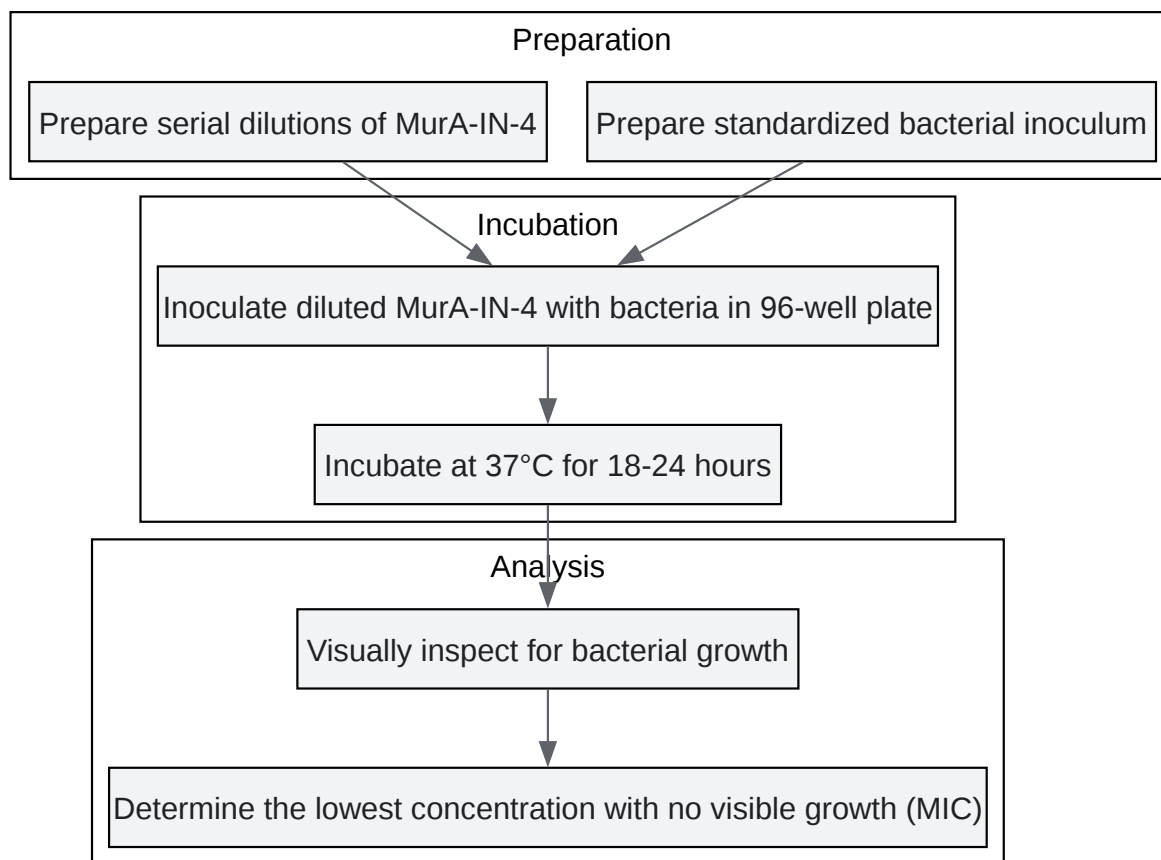 Preparation
Prepare serial dilutions of MurA-IN-4
Prepare standardized bacterial inoculum
Incubation
Inoculate diluted MurA-IN-4 with bacteria in 96-well plate
Incubate at 37°C for 18-24 hours
Analysis
Visually inspect for bacterial growth
Determine the lowest concentration with no visible growth (MIC)